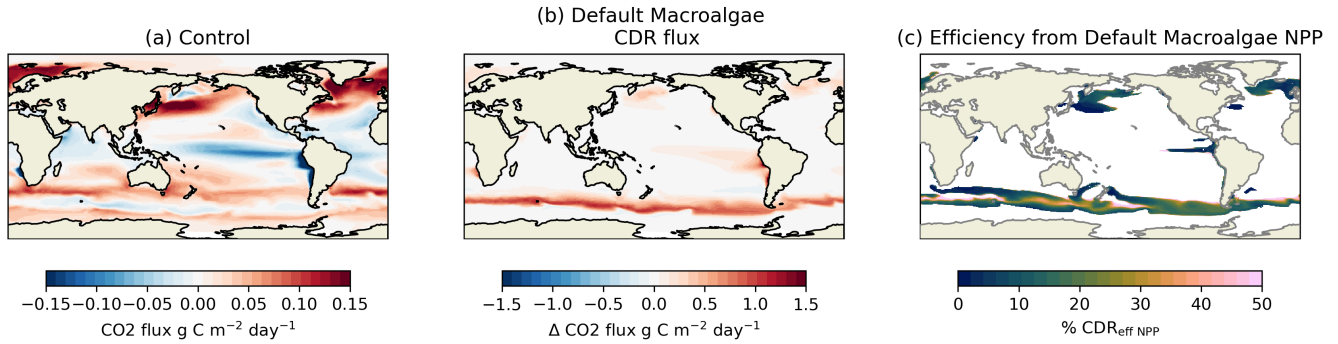 (a) Control
−0.15 −0.10 −0.05 0.00 0.05 0.10 0.15
CO2 flux g C m⁻² day⁻¹
(b) Default Macroalgae
CDR flux
−1.5 −1.0 −0.5 0.0 0.5 1.0 1.5
Δ CO2 flux g C m⁻² day⁻¹
(c) Efficiency from Default Macroalgae NPP
0 10 20 30 40 50
% CDR_eff NPP